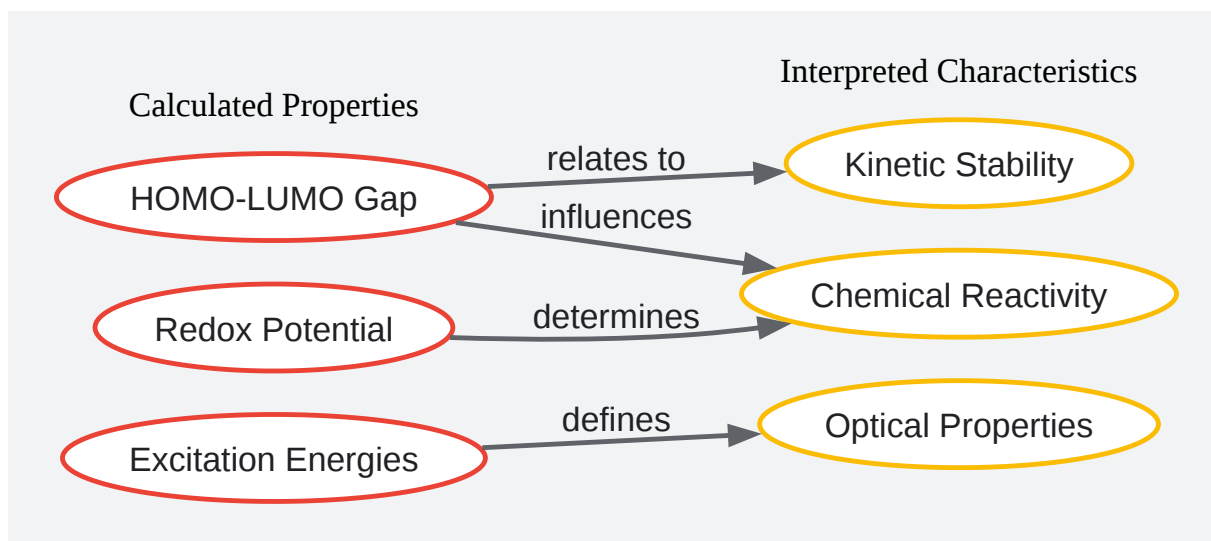 Calculated Properties
Interpreted Characteristics
HOMO-LUMO Gap
relates to
Kinetic Stability
influences
Chemical Reactivity
Redox Potential
determines
Excitation Energies
defines
Optical Properties